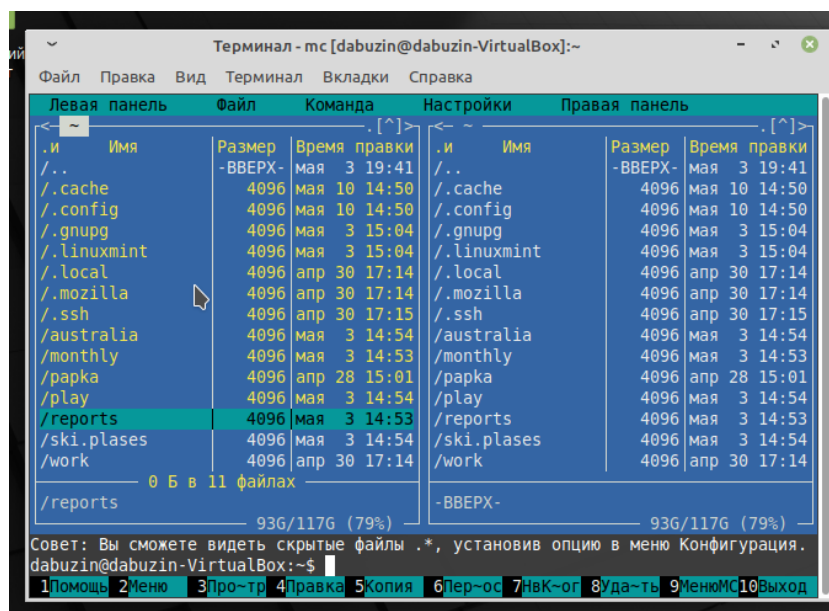 ий
Терминал - mc [dabuzin@dabuzin-VirtualBox]:~
Файл Правка Вид Терминал Вкладки Справка
Левая панель Файл Команда Настройки Правая панель
<— ~ .[^]> <— ~ .[^]>
.и Имя Размер Время правки .и Имя Размер Время правки
/.. -ВВЕРХ- мая 3 19:41 /.. -ВВЕРХ- мая 3 19:41
/.cache 4096 мая 10 14:50 /.cache 4096 мая 10 14:50
/.config 4096 мая 10 14:50 /.config 4096 мая 10 14:50
/.gnupg 4096 мая 3 15:04 /.gnupg 4096 мая 3 15:04
/.linuxmint 4096 мая 3 15:04 /.linuxmint 4096 мая 3 15:04
/.local 4096 апр 30 17:14 /.local 4096 апр 30 17:14
/.mozilla 4096 апр 30 17:14 /.mozilla 4096 апр 30 17:14
/.ssh 4096 апр 30 17:15 /.ssh 4096 апр 30 17:15
/australia 4096 мая 3 14:54 /australia 4096 мая 3 14:54
/monthly 4096 мая 3 14:53 /monthly 4096 мая 3 14:53
/papka 4096 апр 28 15:01 /papka 4096 апр 28 15:01
/play 4096 мая 3 14:54 /play 4096 мая 3 14:54
/reports 4096 мая 3 14:53 /reports 4096 мая 3 14:53
/ski.plases 4096 мая 3 14:54 /ski.plases 4096 мая 3 14:54
/work 4096 апр 30 17:14 /work 4096 апр 30 17:14
0 Б в 11 файлах
/reports -ВВЕРХ-
93G/117G (79%) 93G/117G (79%)
Совет: Вы сможете видеть скрытые файлы .*, установив опцию в меню Конфигурация.
dabuzin@dabuzin-VirtualBox:~$
1Помощь 2Меню 3Про~тр 4Правка 5Копия 6Пер~ос 7НвК~ог 8Уда~ть 9МенюMC 10Выход